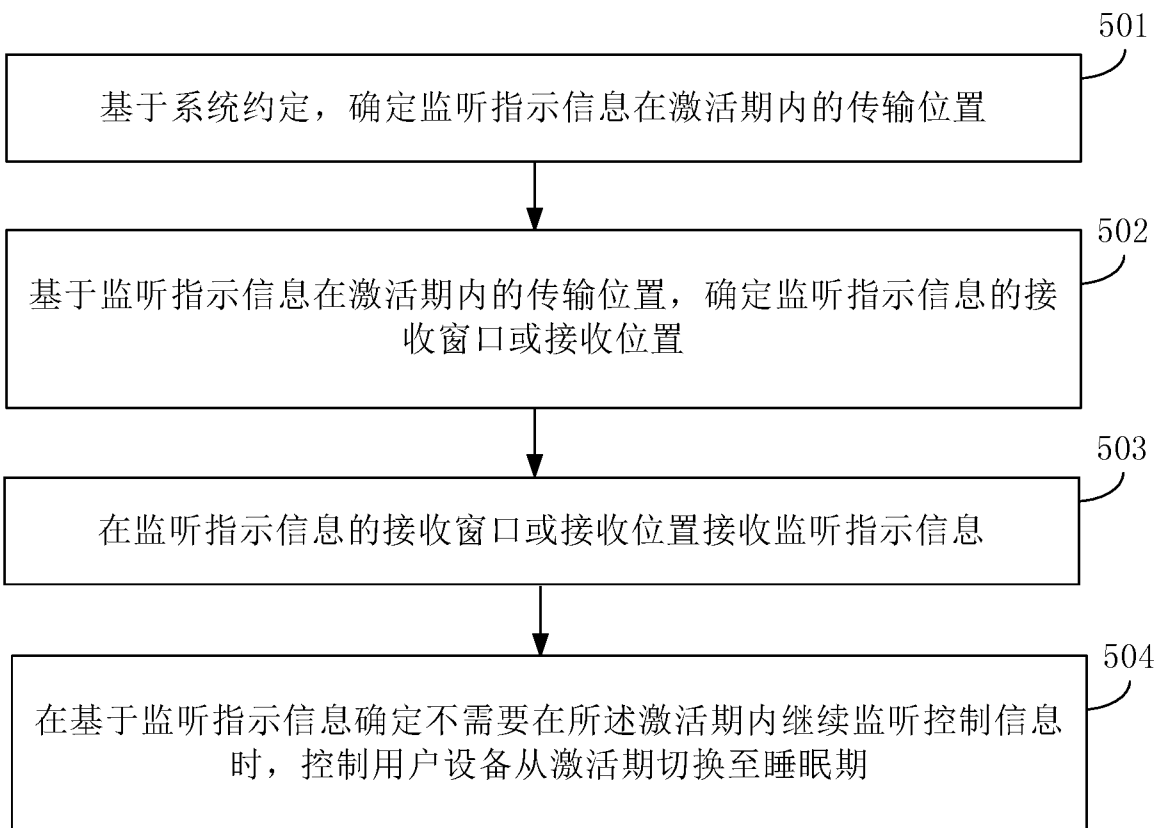 501
基于系统约定，确定监听指示信息在激活期内的传输位置
502
基于监听指示信息在激活期内的传输位置，确定监听指示信息的接
收窗口或接收位置
503
在监听指示信息的接收窗口或接收位置接收监听指示信息
504
在基于监听指示信息确定不需要在所述激活期内继续监听控制信息
时，控制用户设备从激活期切换至睡眠期